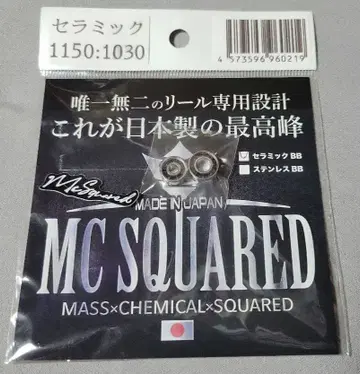 セラミック
1150:1030
4 573596 960219
唯一無二のリール専用設計
これが日本製の最高峰
セラミックBB
ステンレスBB
McSquared
MADE IN JAPAN
MC SQUARED
MASS×CHEMICAL×SQUARED